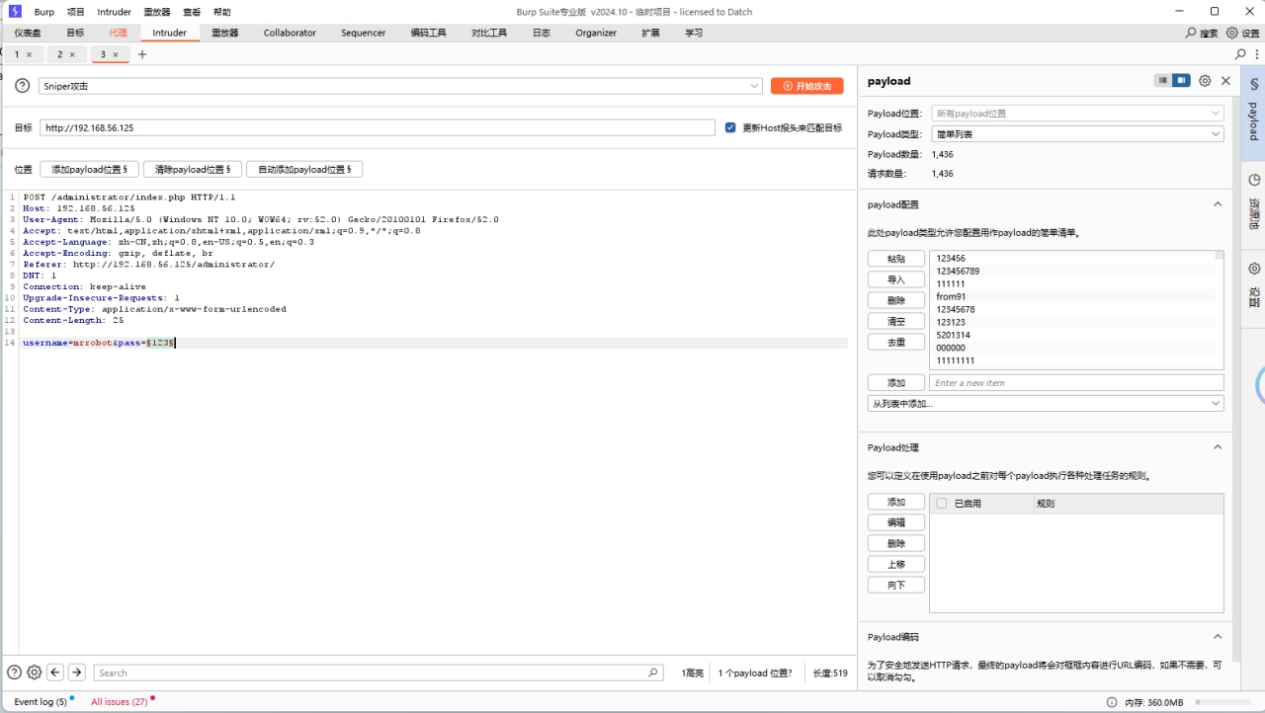 Burp 项目 Intruder 重放器 查看 帮助
Burp Suite专业版 v2024.10 - 临时项目 - licensed to Datch
仪表盘 目标 代理 Intruder 重放器 Collaborator Sequencer 编码工具 对比工具 日志 Organizer 扩展 学习
搜索 设置
1 × 2 × 3 × +
Sniper攻击
开始攻击
目标 http://192.168.56.125
更新Host报头来匹配目标
位置 添加payload位置 § 清除payload位置 § 自动添加payload位置 §
1 POST /administrator/index.php HTTP/1.1
2 Host: 192.168.56.125
3 User-Agent: Mozilla/5.0 (Windows NT 10.0; WOW64; rv:52.0) Gecko/20100101 Firefox/52.0
4 Accept: text/html,application/xhtml+xml,application/xml;q=0.9,*/*;q=0.8
5 Accept-Language: zh-CN,zh;q=0.8,en-US;q=0.5,en;q=0.3
6 Accept-Encoding: gzip, deflate, br
7 Referer: http://192.168.56.125/administrator/
8 DNT: 1
9 Connection: keep-alive
10 Upgrade-Insecure-Requests: 1
11 Content-Type: application/x-www-form-urlencoded
12 Content-Length: 25
13
14 username=mrrobot&pass=§123§
Search
1高亮
1 个payload 位置?
长度:519
Event log (5)
All issues (27)
内存: 360.0MB
payload
Payload位置: 所有payload位置
Payload类型: 简单列表
Payload数量: 1,436
请求数量: 1,436
payload配置
此处payload类型允许您配置用作payload的简单清单。
粘贴
导入
删除
清空
去重
123456
123456789
111111
from91
12345678
123123
5201314
000000
11111111
添加 Enter a new item
从列表中添加...
Payload处理
您可以定义在使用payload之前对每个payload执行各种处理任务的规则。
添加
编辑
删除
上移
向下
已启用 规则
Payload编码
为了安全地发送HTTP请求，最终的payload将会对框框内容进行URL编码，如果不需要，可
以取消勾勾。
payload
资源池
设置